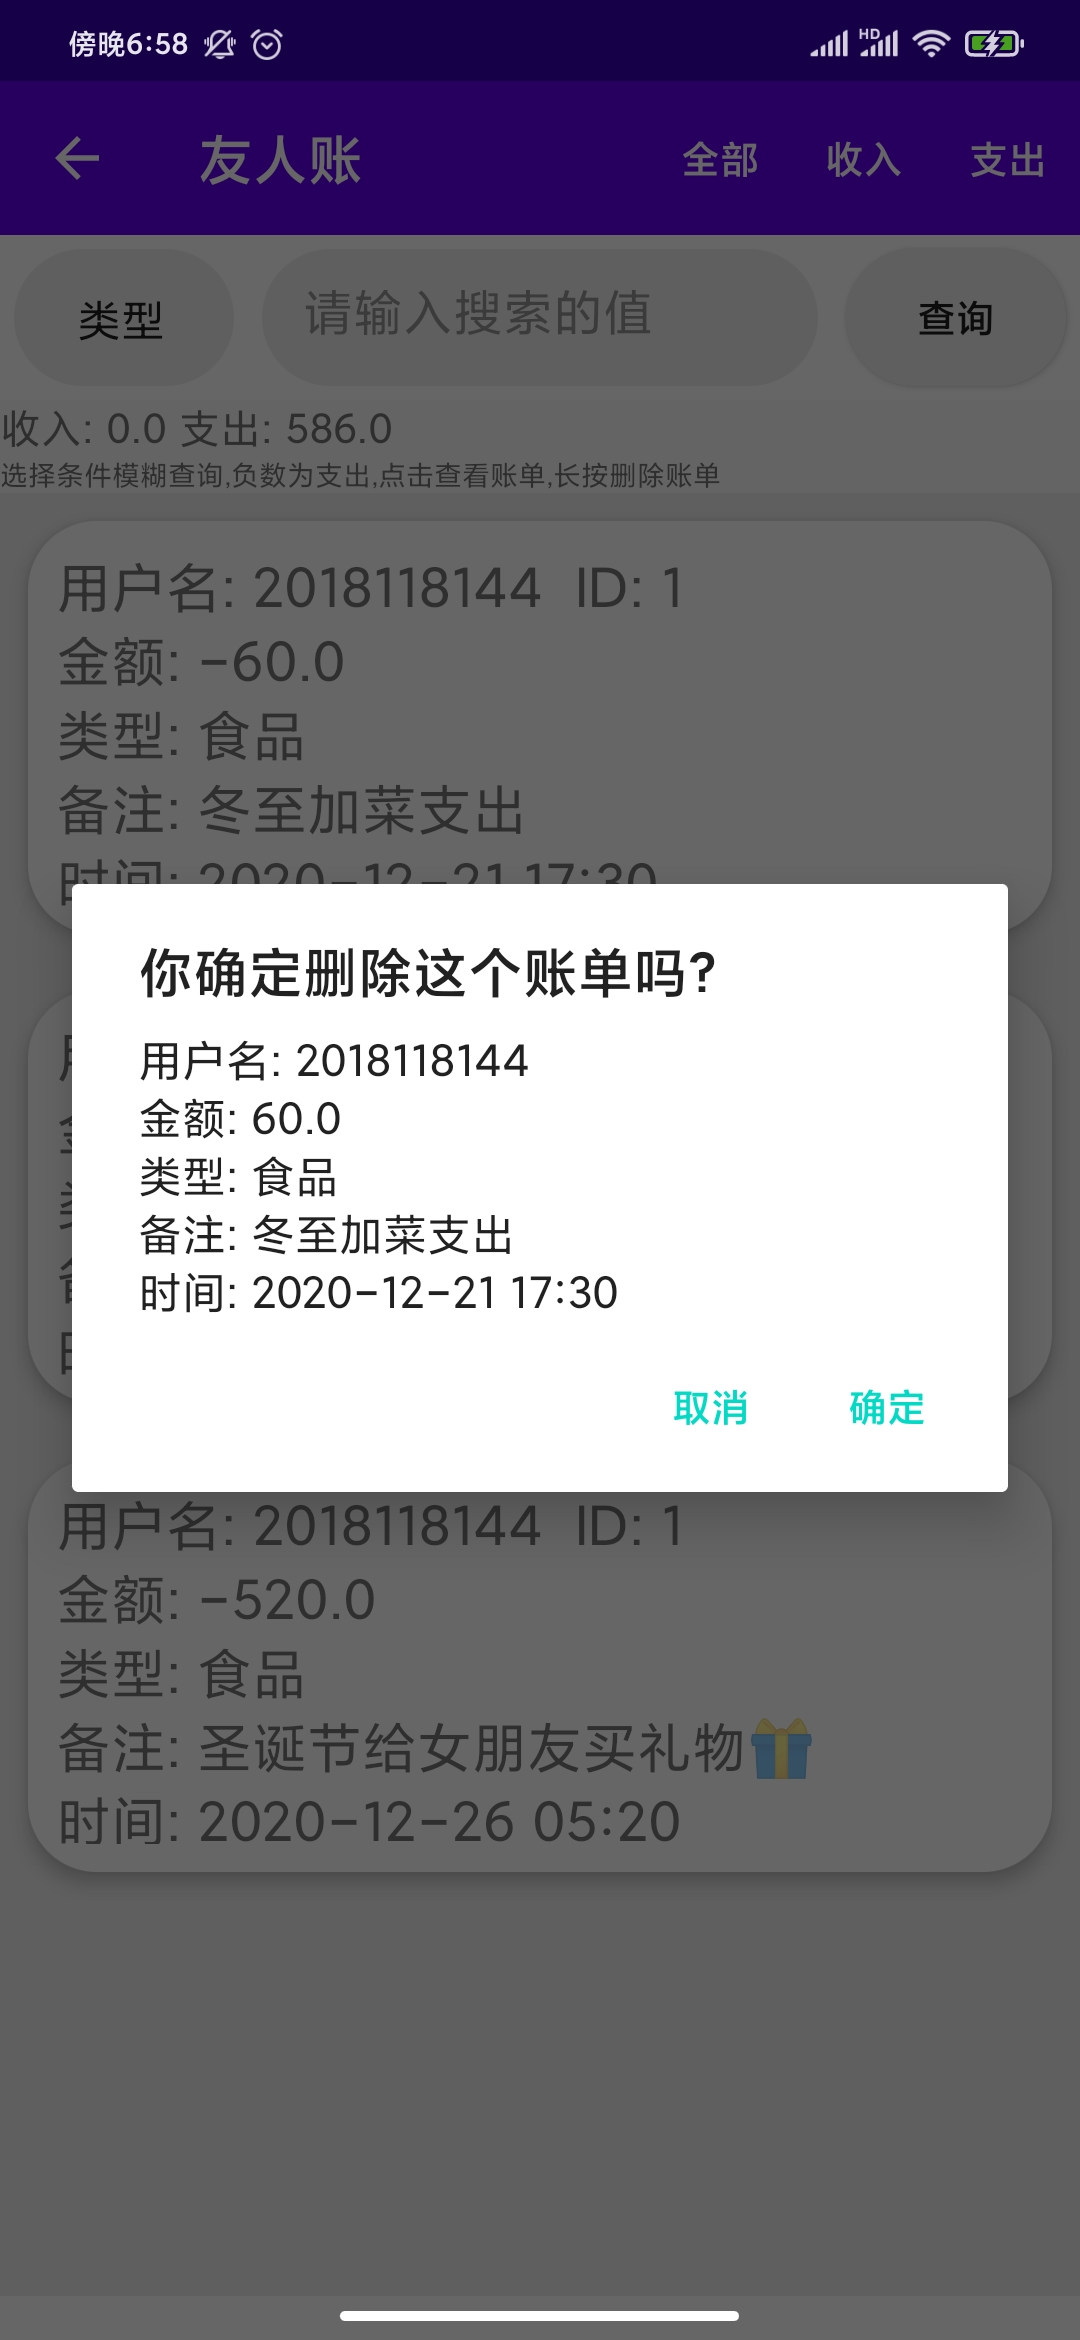 傍晚6:58 HD
友人账 全部 收入 支出
类型 请输入搜索的值 查询
收入: 0.0 支出: 586.0
选择条件模糊查询,负数为支出,点击查看账单,长按删除账单
用户名: 2018118144 ID: 1
金额: -60.0
类型: 食品
备注: 冬至加菜支出
时间: 2020-12-21 17:30
你确定删除这个账单吗?
用户名: 2018118144
金额: 60.0
类型: 食品
备注: 冬至加菜支出
时间: 2020-12-21 17:30
取消 确定
用户名: 2018118144 ID: 1
金额: -520.0
类型: 食品
备注: 圣诞节给女朋友买礼物🎁
时间: 2020-12-26 05:20